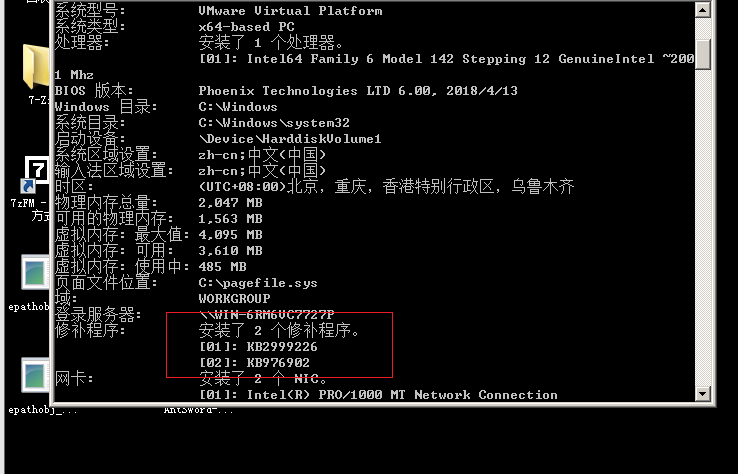 系统型号: VMware Virtual Platform
系统类型: x64-based PC
处理器: 安装了 1 个处理器。
[01]: Intel64 Family 6 Model 142 Stepping 12 GenuineIntel ~200
1 Mhz
BIOS 版本: Phoenix Technologies LTD 6.00, 2018/4/13
Windows 目录: C:\Windows
系统目录: C:\Windows\system32
启动设备: \Device\HarddiskVolume1
系统区域设置: zh-cn;中文(中国)
输入法区域设置: zh-cn;中文(中国)
时区: (UTC+08:00)北京，重庆，香港特别行政区，乌鲁木齐
物理内存总量: 2,047 MB
可用的物理内存: 1,563 MB
虚拟内存: 最大值: 4,095 MB
虚拟内存: 可用: 3,610 MB
虚拟内存: 使用中: 485 MB
页面文件位置: C:\pagefile.sys
域: WORKGROUP
登录服务器: \\WIN-6RM6VC7727P
修补程序: 安装了 2 个修补程序。
[01]: KB2999226
[02]: KB976902
网卡: 安装了 2 个 NIC。
[01]: Intel(R) PRO/1000 MT Network Connection
7-Z
7
7zFM -
方式
epathob
epathobj_...
AntSword-...